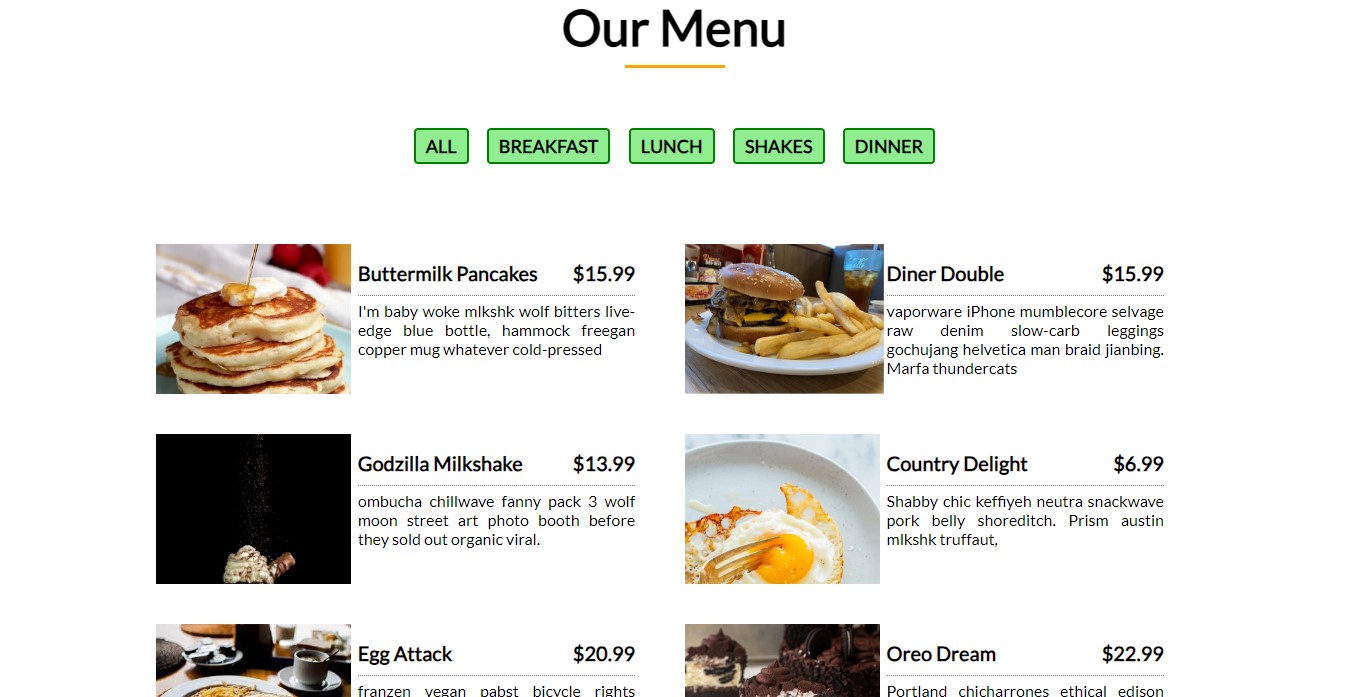 Our Menu
ALL BREAKFAST LUNCH SHAKES DINNER
Buttermilk Pancakes $15.99
I'm baby woke mlkshk wolf bitters live-
edge blue bottle, hammock freegan
copper mug whatever cold-pressed
Diner Double $15.99
vaporware iPhone mumblecore selvage
raw denim slow-carb leggings
gochujang helvetica man braid jianbing.
Marfa thundercats
Godzilla Milkshake $13.99
ombucha chillwave fanny pack 3 wolf
moon street art photo booth before
they sold out organic viral.
Country Delight $6.99
Shabby chic keffiyeh neutra snackwave
pork belly shoreditch. Prism austin
mlkshk truffaut,
Egg Attack $20.99
franzen vegan pabst bicycle rights
Oreo Dream $22.99
Portland chicharrones ethical edison